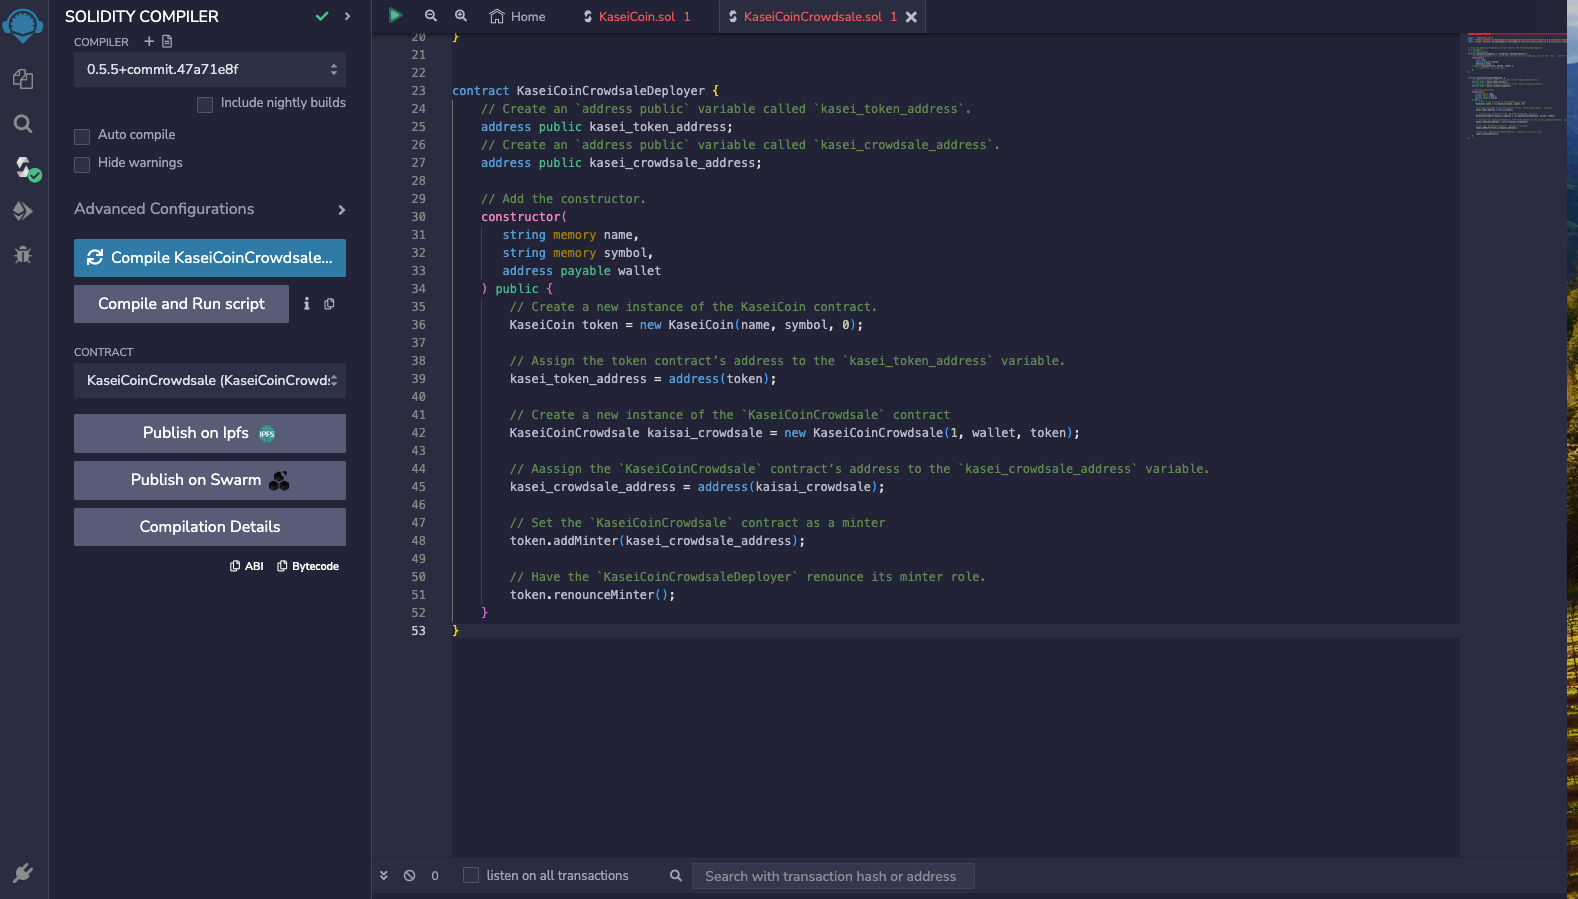 SOLIDITY COMPILER
COMPILER
0.5.5+commit.47a71e8f
Include nightly builds
Auto compile
Hide warnings
Advanced Configurations
Compile KaseiCoinCrowdsale...
Compile and Run script
CONTRACT
KaseiCoinCrowdsale (KaseiCoinCrowds
Publish on Ipfs IPFS
Publish on Swarm
Compilation Details
ABI Bytecode
Home KaseiCoin.sol 1 KaseiCoinCrowdsale.sol 1
20 }
21
22
23 contract KaseiCoinCrowdsaleDeployer {
24 // Create an `address public` variable called `kasei_token_address`.
25 address public kasei_token_address;
26 // Create an `address public` variable called `kasei_crowdsale_address`.
27 address public kasei_crowdsale_address;
28
29 // Add the constructor.
30 constructor(
31 string memory name,
32 string memory symbol,
33 address payable wallet
34 ) public {
35 // Create a new instance of the KaseiCoin contract.
36 KaseiCoin token = new KaseiCoin(name, symbol, 0);
37
38 // Assign the token contract’s address to the `kasei_token_address` variable.
39 kasei_token_address = address(token);
40
41 // Create a new instance of the `KaseiCoinCrowdsale` contract
42 KaseiCoinCrowdsale kaisai_crowdsale = new KaseiCoinCrowdsale(1, wallet, token);
43
44 // Aassign the `KaseiCoinCrowdsale` contract’s address to the `kasei_crowdsale_address` variable.
45 kasei_crowdsale_address = address(kaisai_crowdsale);
46
47 // Set the `KaseiCoinCrowdsale` contract as a minter
48 token.addMinter(kasei_crowdsale_address);
49
50 // Have the `KaseiCoinCrowdsaleDeployer` renounce its minter role.
51 token.renounceMinter();
52 }
53 }
0 listen on all transactions Search with transaction hash or address